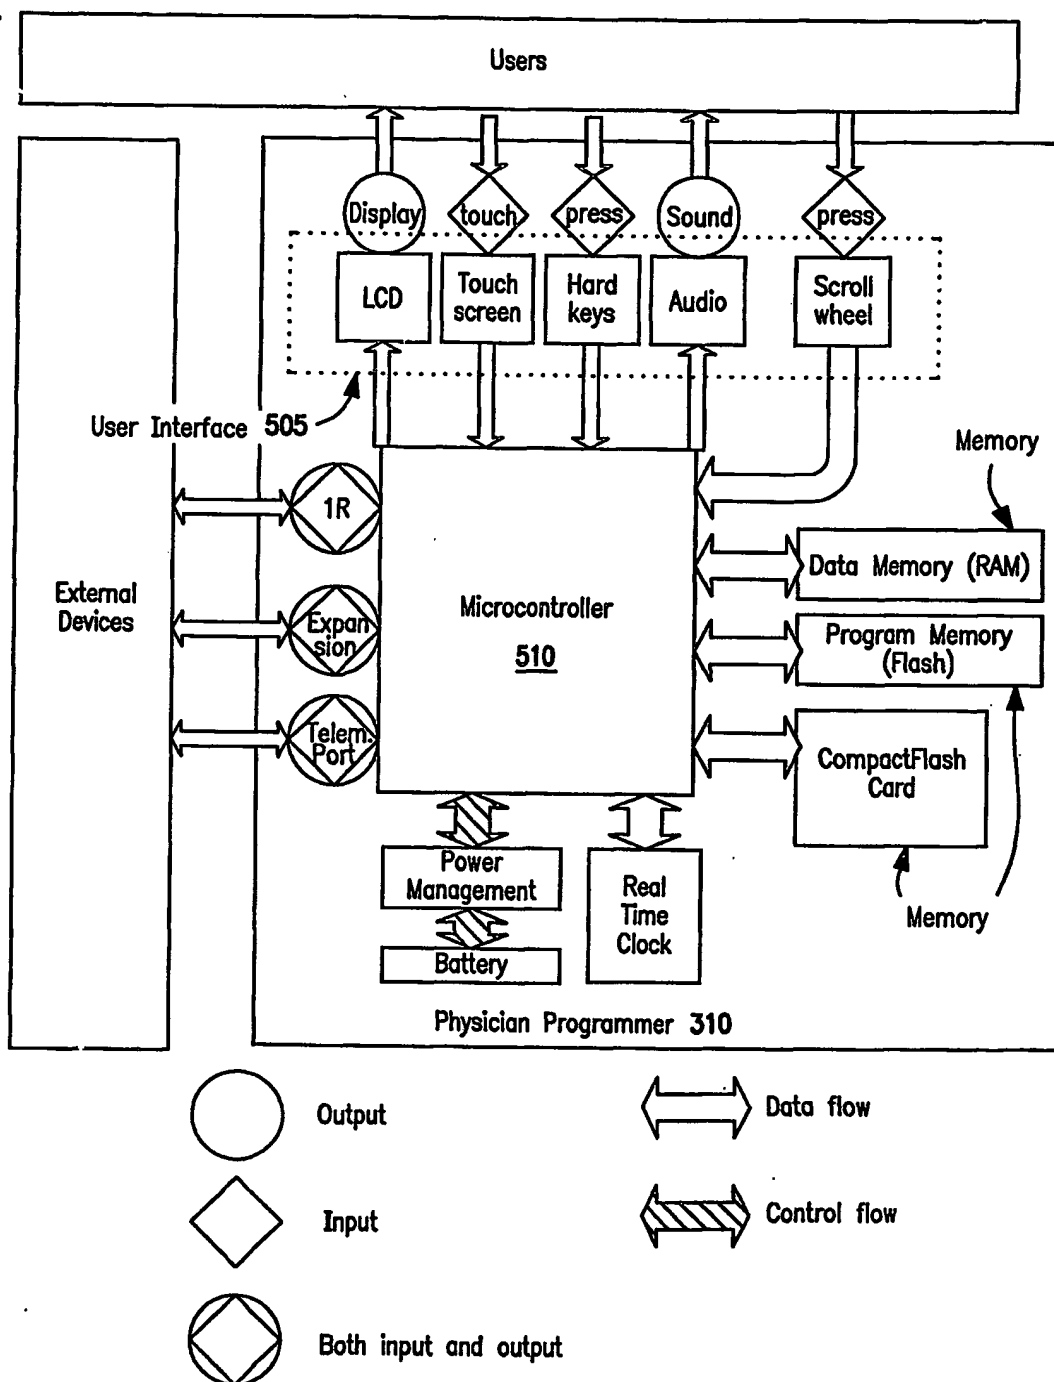 Users
Display
touch
press
Sound
press
LCD
Touch
screen
Hard
keys
Audio
Scroll
wheel
User Interface 505
Memory
1R
Data Memory (RAM)
External
Devices
Microcontroller
510
Expan
sion
Program Memory
(Flash)
Telem.
Port
CompactFlash
Card
Power
Management
Real
Time
Clock
Memory
Battery
Physician Programmer 310
Output
Data flow
Input
Control flow
Both input and output